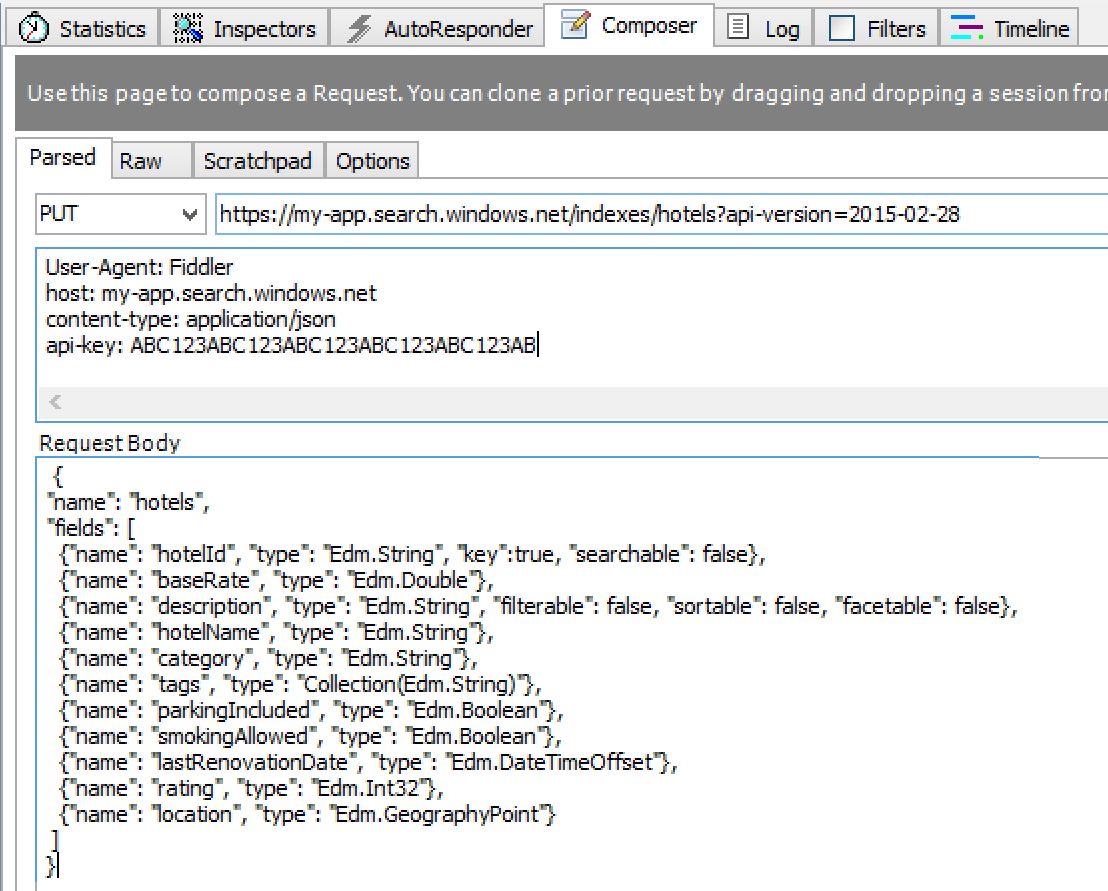 Statistics Inspectors AutoResponder Composer Log Filters Timeline
Use this page to compose a Request. You can clone a prior request by dragging and dropping a session
Parsed Raw Scratchpad Options
PUT https://my-app.search.windows.net/indexes/hotels?api-version=2015-02-28
User-Agent: Fiddler
host: my-app.search.windows.net
content-type: application/json
api-key: ABC123ABC123ABC123ABC123ABC123AB
Request Body
{
"name": "hotels",
"fields": [
{"name": "hotelId", "type": "Edm.String", "key":true, "searchable": false},
{"name": "baseRate", "type": "Edm.Double"},
{"name": "description", "type": "Edm.String", "filterable": false, "sortable": false, "facetable": false},
{"name": "hotelName", "type": "Edm.String"},
{"name": "category", "type": "Edm.String"},
{"name": "tags", "type": "Collection(Edm.String)"},
{"name": "parkingIncluded", "type": "Edm.Boolean"},
{"name": "smokingAllowed", "type": "Edm.Boolean"},
{"name": "lastRenovationDate", "type": "Edm.DateTimeOffset"},
{"name": "rating", "type": "Edm.Int32"},
{"name": "location", "type": "Edm.GeographyPoint"}
]
}